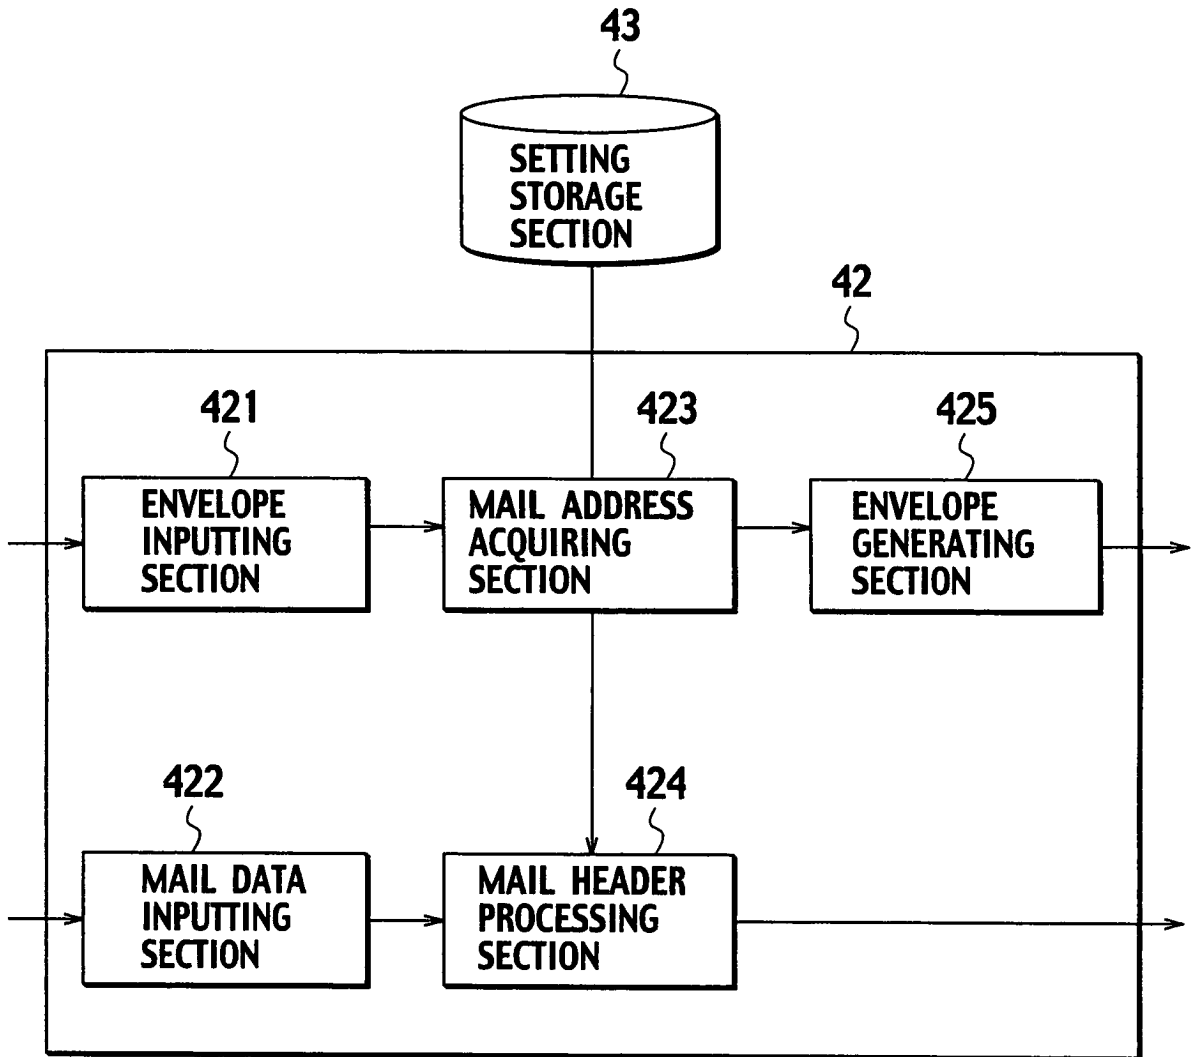 43
SETTING
STORAGE
SECTION
42
421
423
425
ENVELOPE
INPUTTING
SECTION
MAIL ADDRESS
ACQUIRING
SECTION
ENVELOPE
GENERATING
SECTION
422
424
MAIL DATA
INPUTTING
SECTION
MAIL HEADER
PROCESSING
SECTION